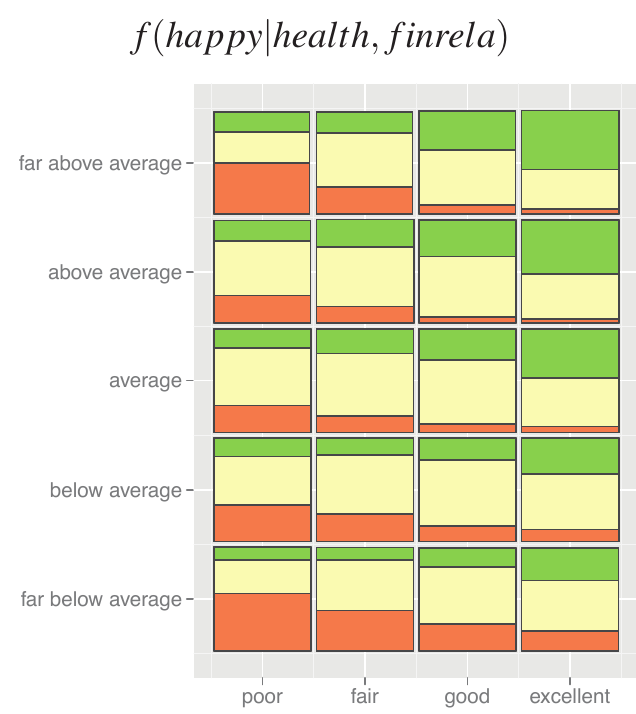 f(happy|health, finrela)
far above average
above average
average
below average
far below average
poor fair good excellent